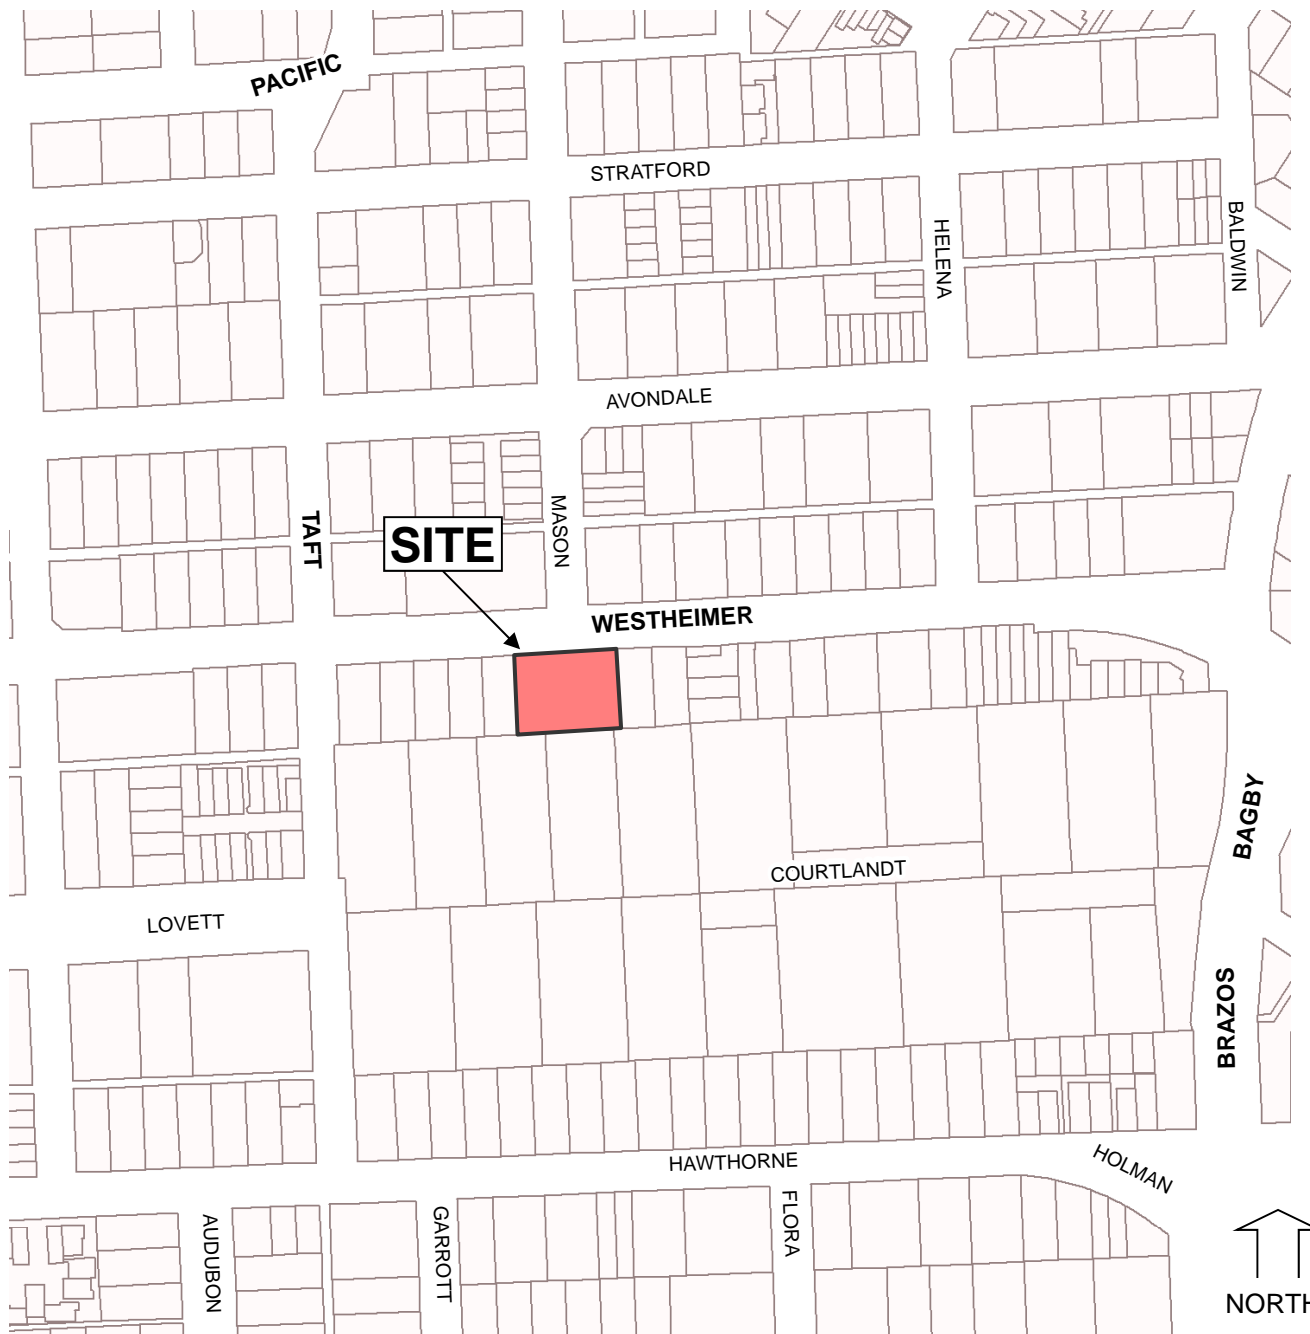 PACIFIC
STRATFORD
HELENA
BALDWIN
AVONDALE
MASON
TAFT
SITE
WESTHEIMER
BAGBY
COURTLANDT
LOVETT
BRAZOS
HAWTHORNE
HOLMAN
FLORA
GARROTT
AUDUBON
NORTH